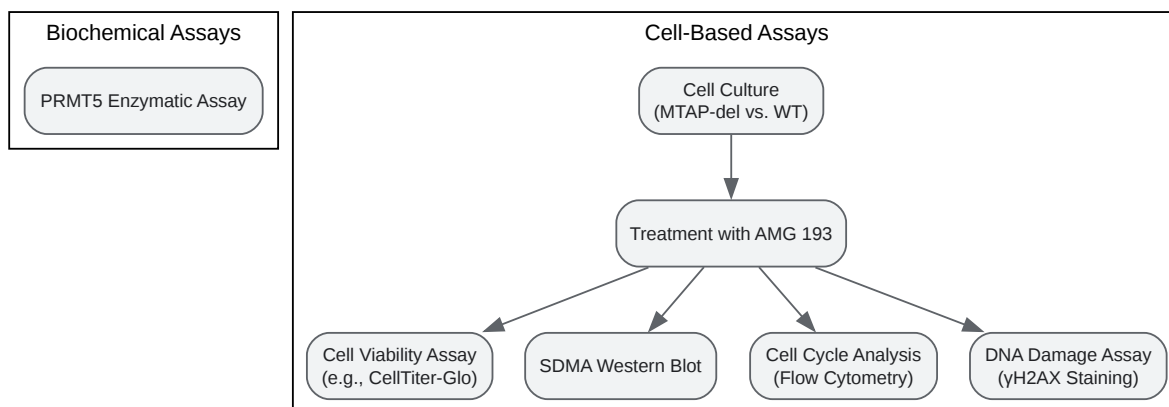 Biochemical Assays
PRMT5 Enzymatic Assay
Cell-Based Assays
Cell Culture
(MTAP-del vs. WT)
Treatment with AMG 193
Cell Viability Assay
(e.g., CellTiter-Glo)
SDMA Western Blot
Cell Cycle Analysis
(Flow Cytometry)
DNA Damage Assay
(γH2AX Staining)